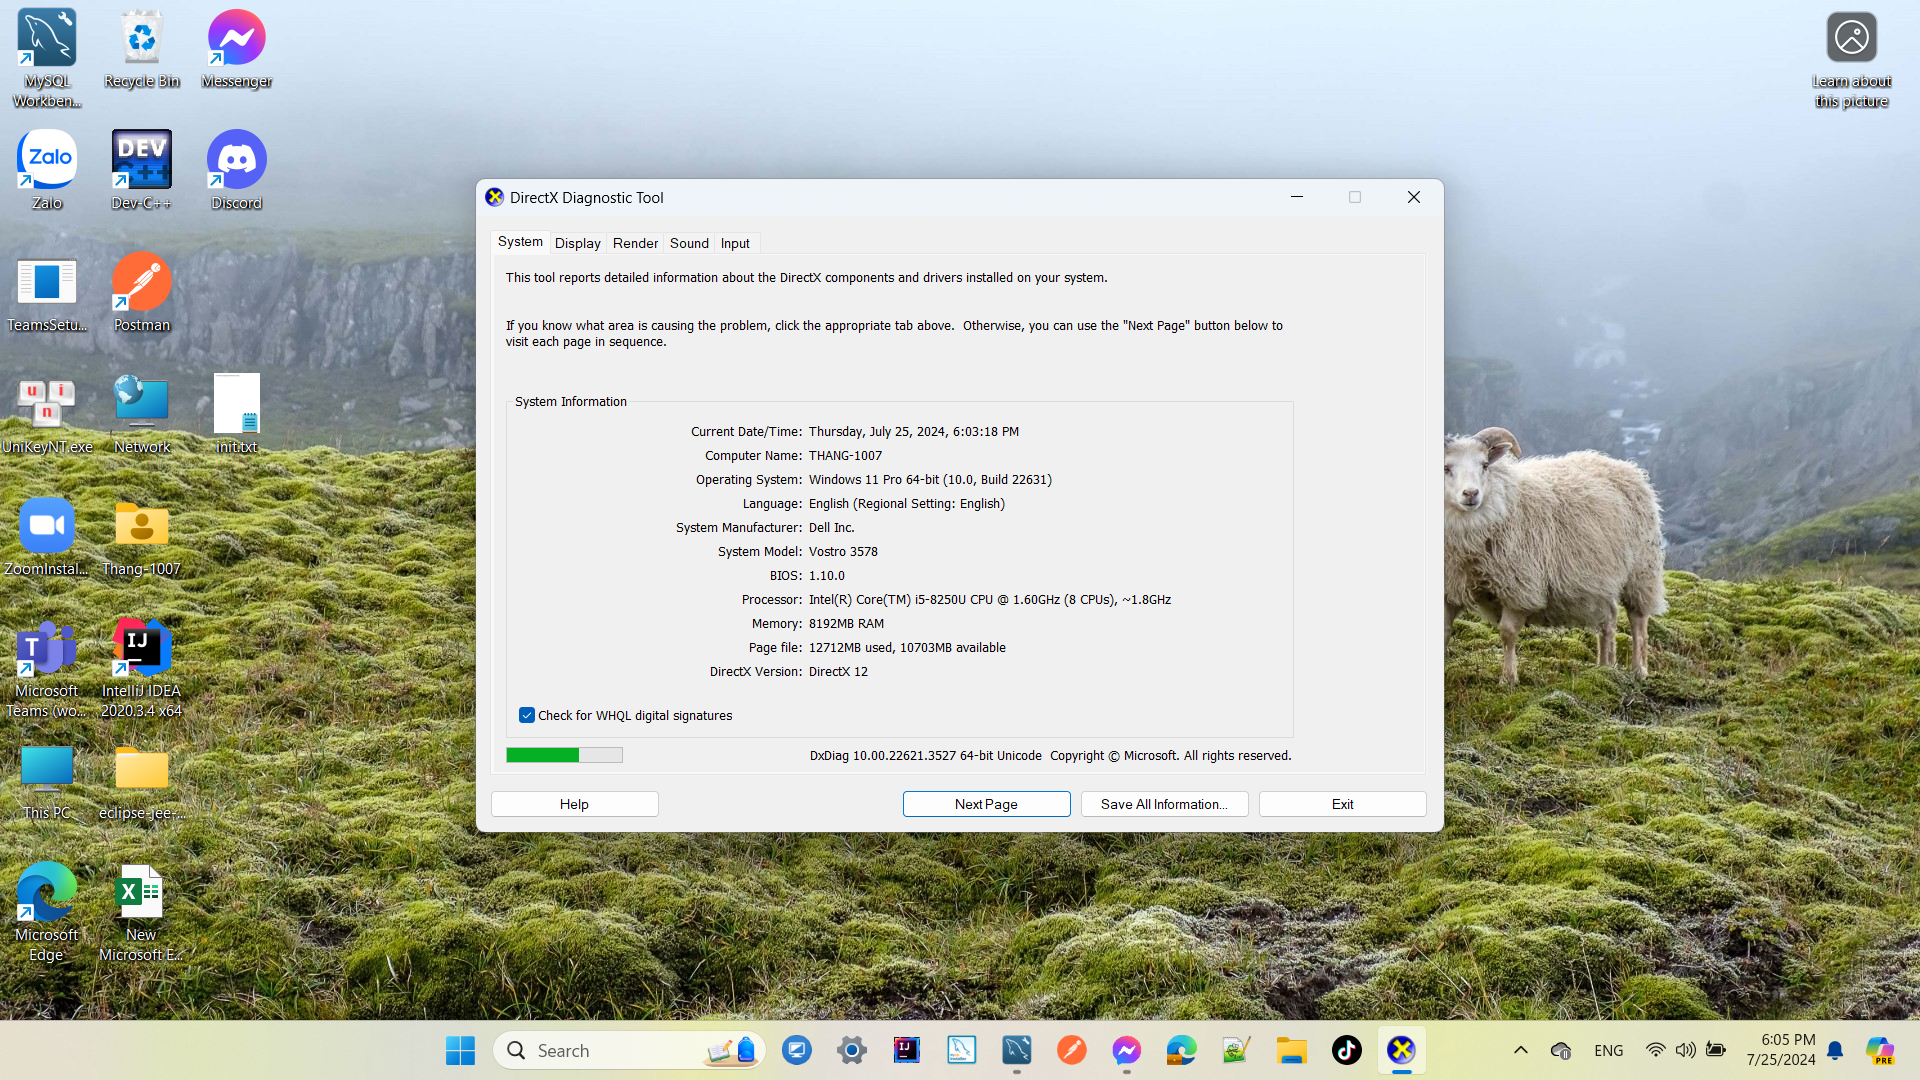 MySQL
Workben...
Recycle Bin
Messenger
Learn about
this picture
Zalo
Zalo
DEV
C++
Dev-C++
Discord
TeamsSetu...
Postman
u i
n
UniKeyNT.exe
Network
init.txt
ZoomInstal...
Thang-1007
T
Microsoft
Teams (wo...
IJ
IntelliJ IDEA
2020.3.4 x64
This PC
eclipse-jee-...
Microsoft
Edge
X
New
Microsoft E...
DirectX Diagnostic Tool
System
Display
Render
Sound
Input
This tool reports detailed information about the DirectX components and drivers installed on your system.
If you know what area is causing the problem, click the appropriate tab above.  Otherwise, you can use the "Next Page" button below to
visit each page in sequence.
System Information
Current Date/Time: Thursday, July 25, 2024, 6:03:18 PM
Computer Name: THANG-1007
Operating System: Windows 11 Pro 64-bit (10.0, Build 22631)
Language: English (Regional Setting: English)
System Manufacturer: Dell Inc.
System Model: Vostro 3578
BIOS: 1.10.0
Processor: Intel(R) Core(TM) i5-8250U CPU @ 1.60GHz (8 CPUs), ~1.8GHz
Memory: 8192MB RAM
Page file: 12712MB used, 10703MB available
DirectX Version: DirectX 12
Check for WHQL digital signatures
DxDiag 10.00.22621.3527 64-bit Unicode  Copyright © Microsoft. All rights reserved.
Help
Next Page
Save All Information...
Exit
Search
IJ
ENG
6:05 PM
7/25/2024
PRE